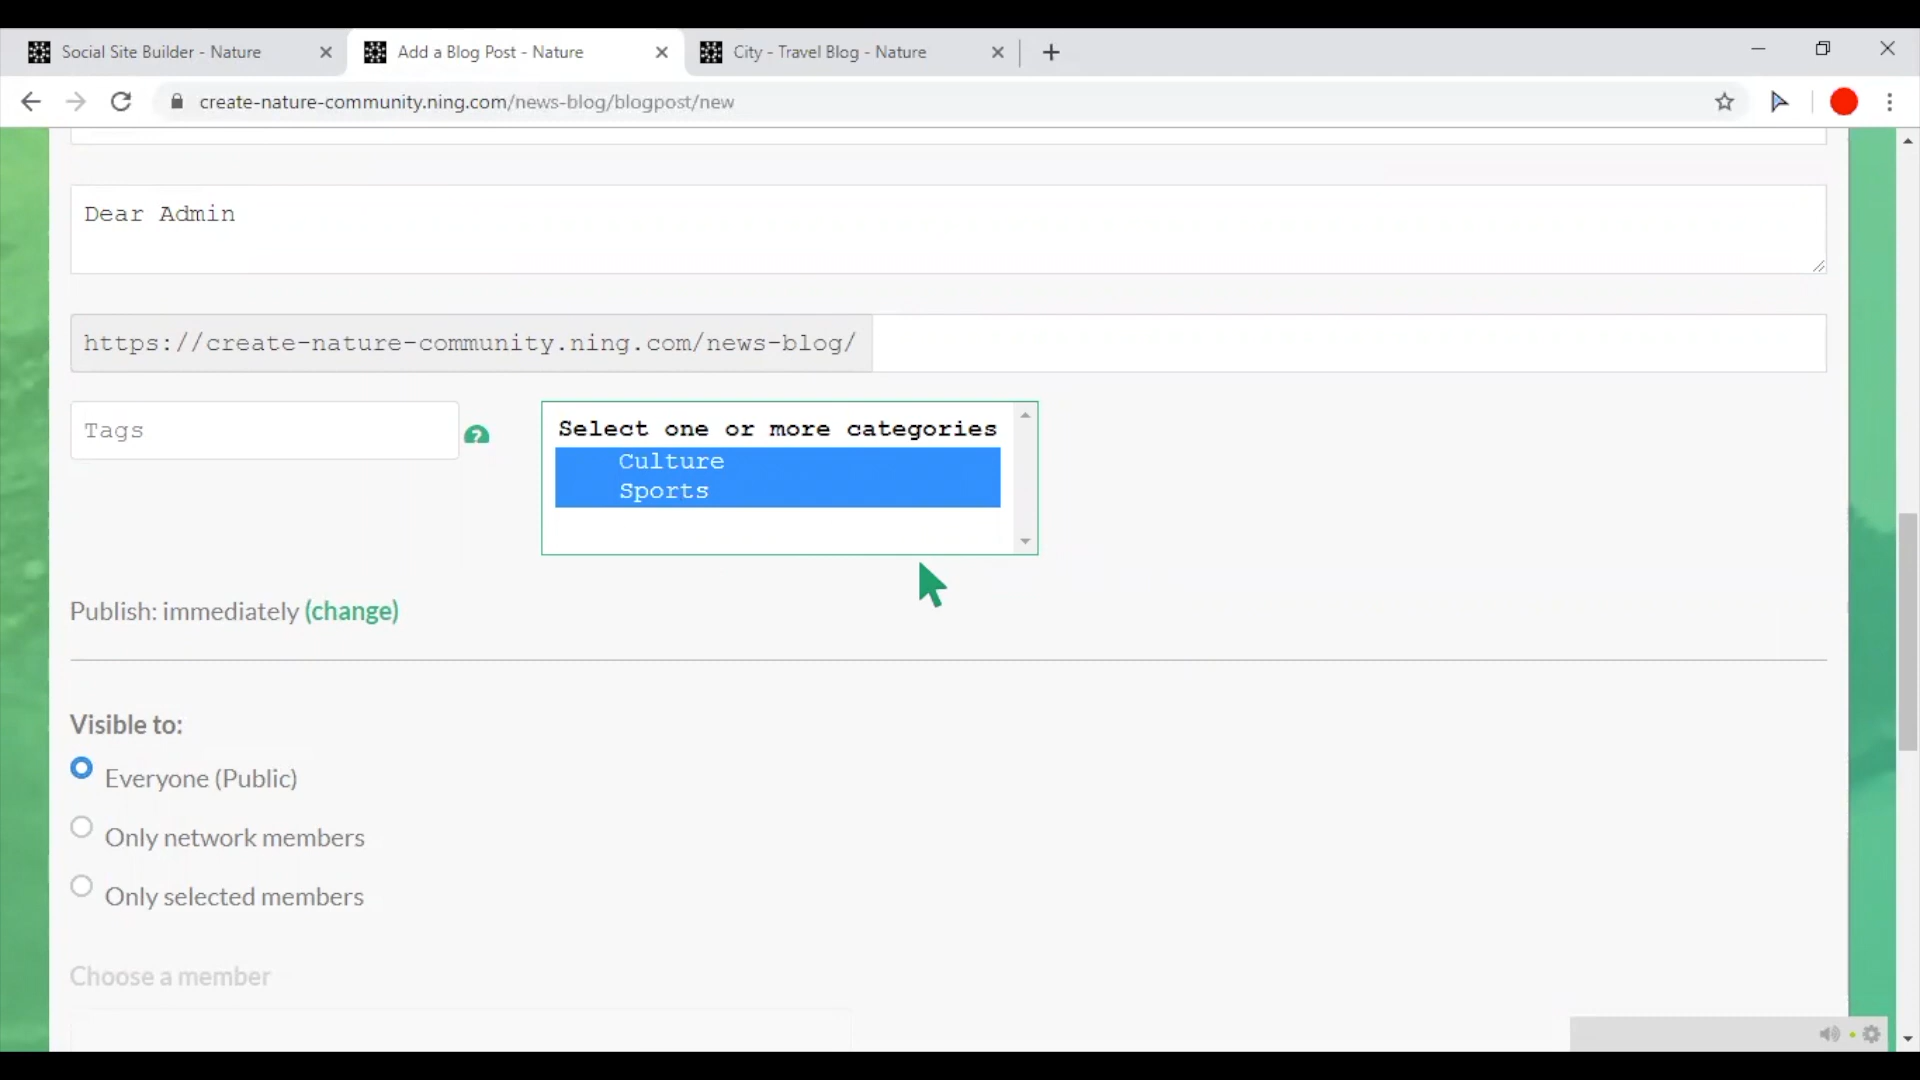 Social Site Builder - Nature
Add a Blog Post - Nature
City - Travel Blog - Nature
create-nature-community.ning.com/news-blog/blogpost/new
Dear Admin
https://create-nature-community.ning.com/news-blog/
Tags
?
Select one or more categories
Culture
Sports
Publish: immediately (change)
Visible to:
Everyone (Public)
Only network members
Only selected members
Choose a member